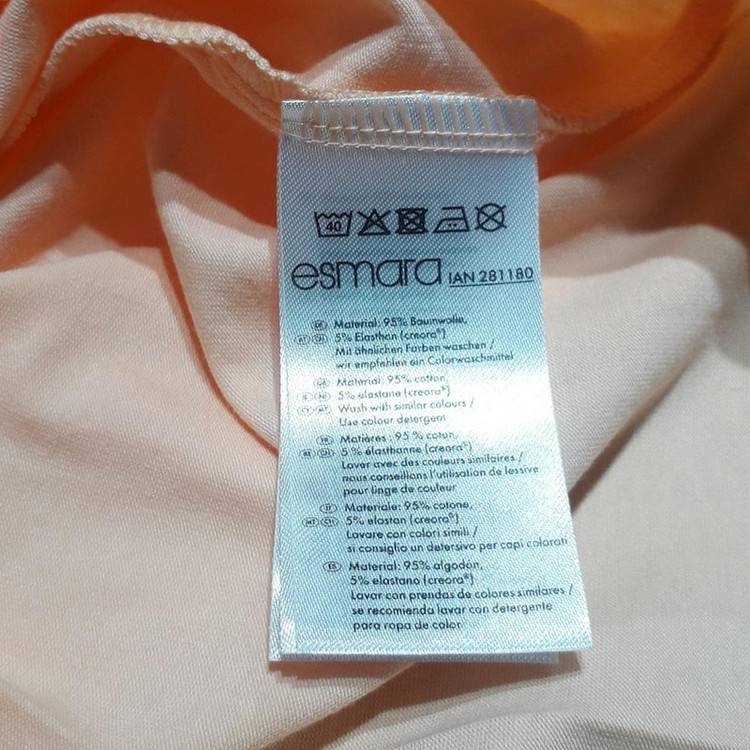 40
esmara IAN 281180
DE Material: 95% Baumwolle,
AT CH 5% Elasthan (creora®)
Mit ähnlichen Farben waschen /
wir empfehlen ein Colorwaschmittel
GB Material: 95% cotton,
IE NI 5% elastane (creora®)
CY MT Wash with similar colours /
Use colour detergent
FR Matières : 95 % coton,
BE CH 5 % élasthanne (creora®)
Laver avec des couleurs similaires /
nous conseillons l'utilisation de lessive
pour linge de couleur
IT Materiale: 95% cotone,
MT CH 5% elastan (creora®)
Lavare con colori simili /
si consiglia un detersivo per capi colorati
ES Material: 95% algodón,
5% elastano (creora®)
Lavar con prendas de colores similares /
se recomienda lavar con detergente
para ropa de color